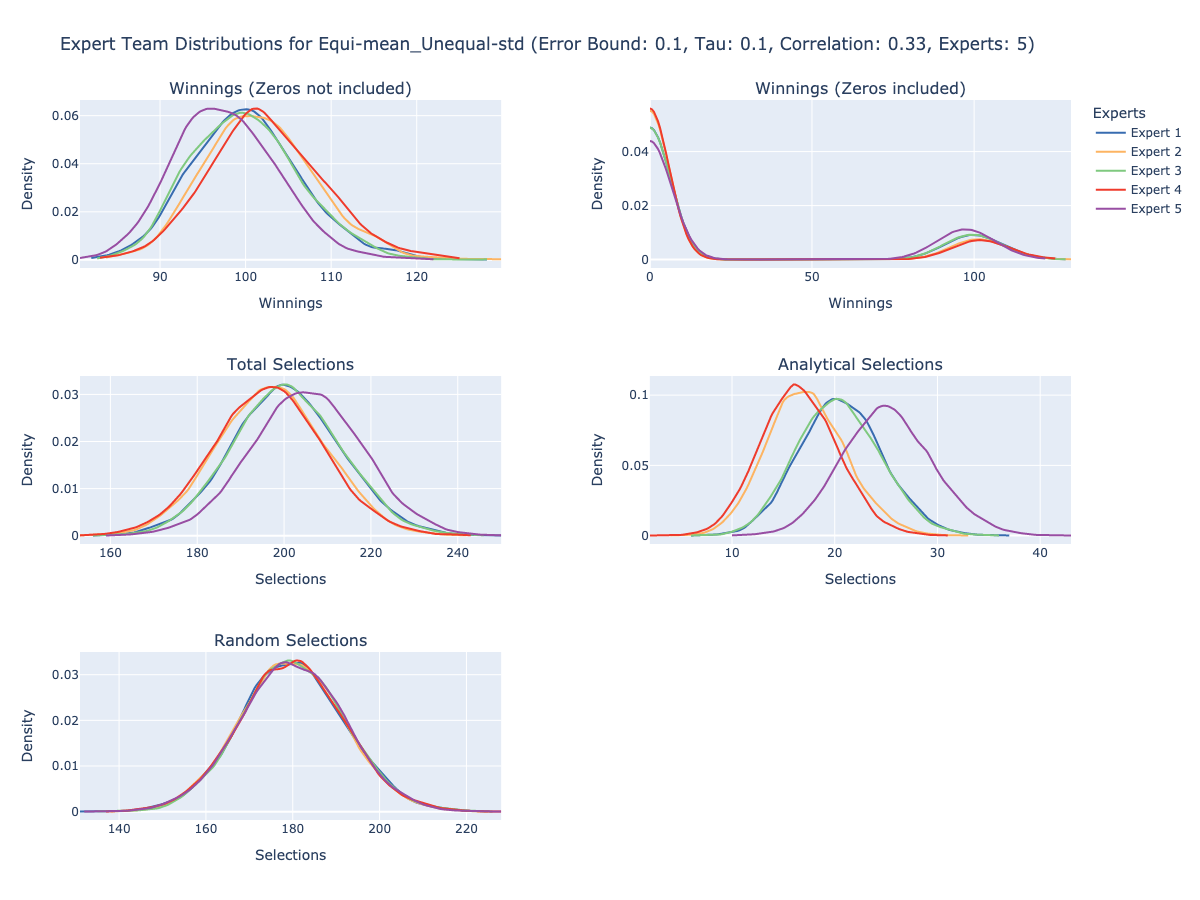 Expert Team Distributions for Equi-mean_Unequal-std (Error Bound: 0.1, Tau: 0.1, Correlation: 0.33, Experts: 5)
Winnings (Zeros not included)
0.06
0.04
0.02
0
Density
90 100 110 120
Winnings
Winnings (Zeros included)
0.04
0.02
0
Density
0 50 100
Winnings
Experts
Expert 1
Expert 2
Expert 3
Expert 4
Expert 5
Total Selections
0.03
0.02
0.01
0
Density
160 180 200 220 240
Selections
Analytical Selections
0.1
0.05
0
Density
10 20 30 40
Selections
Random Selections
0.03
0.02
0.01
0
Density
140 160 180 200 220
Selections